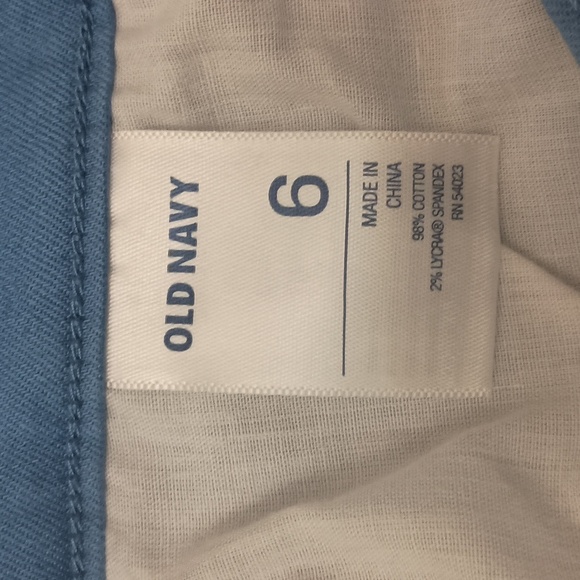 OLD NAVY
6
MADE IN
CHINA
98% COTTON
2% LYCRA® SPANDEX
RN 54023